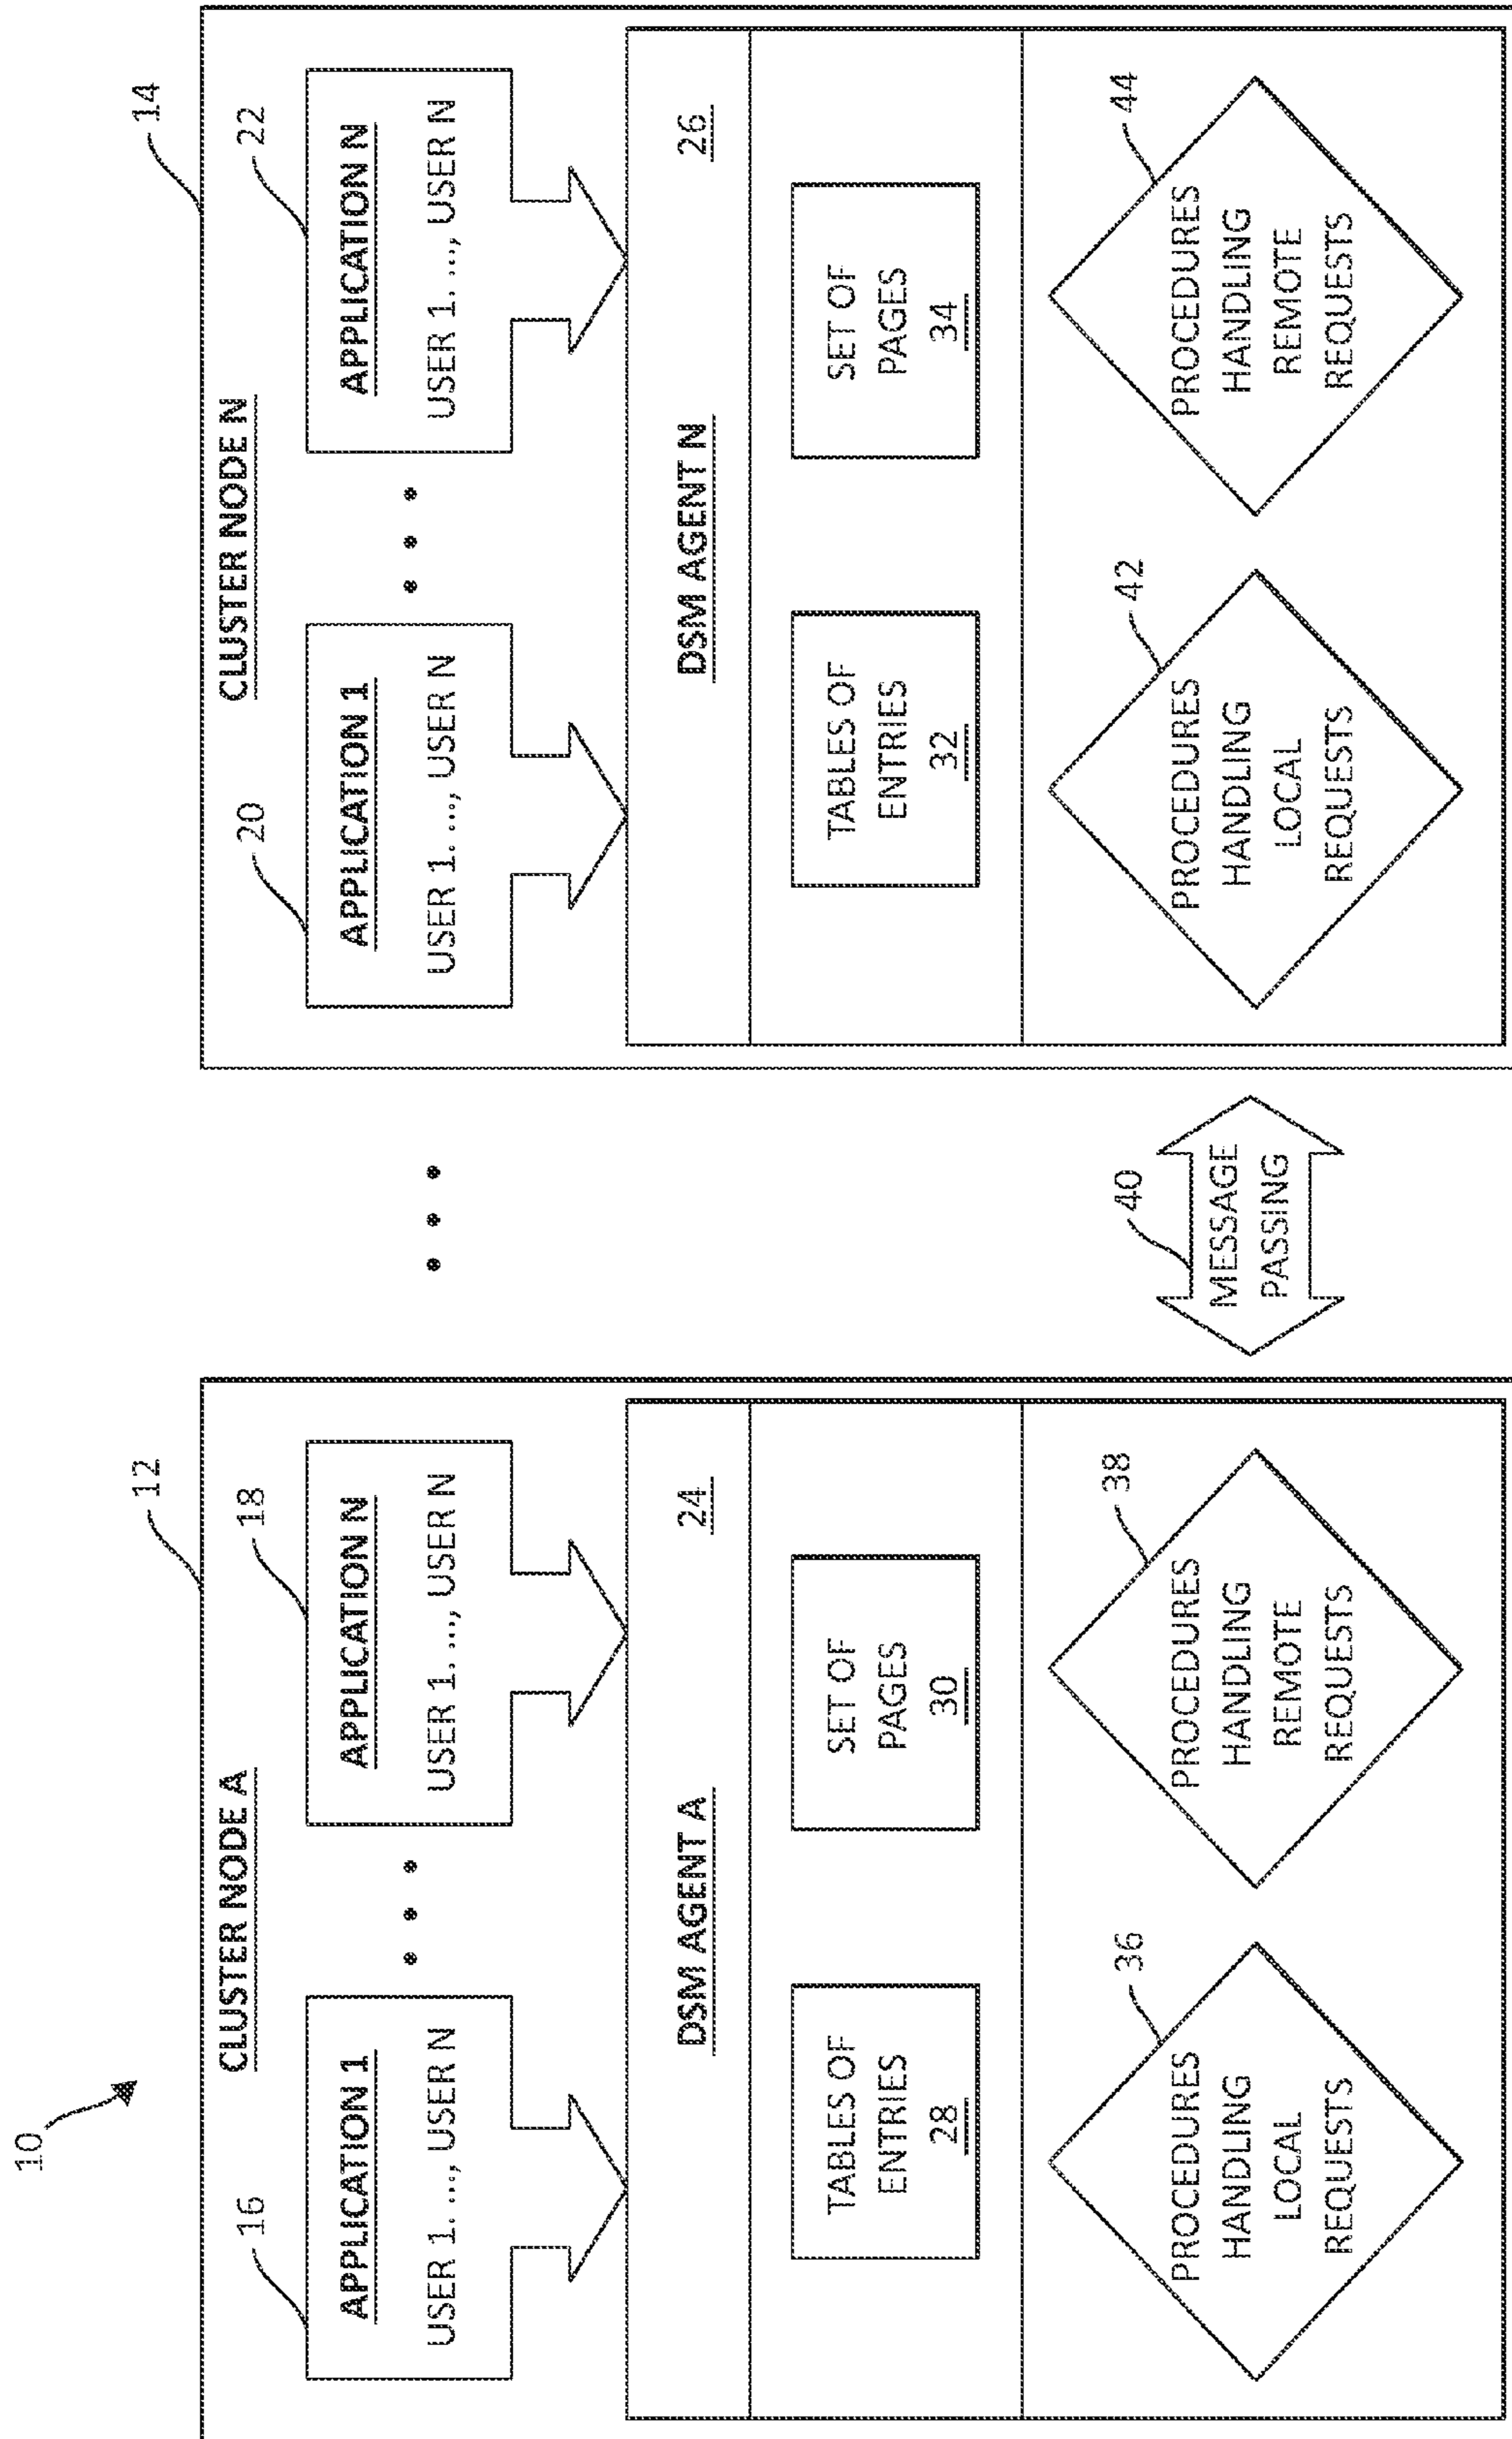 10
12
CLUSTER NODE A
16
APPLICATION 1
USER 1. ..., USER N
18
APPLICATION N
USER 1. ..., USER N
DSM AGENT A
24
TABLES OF
ENTRIES
28
SET OF
PAGES
30
36
PROCEDURES
HANDLING
LOCAL
REQUESTS
38
PROCEDURES
HANDLING
REMOTE
REQUESTS
40
MESSAGE
PASSING
14
CLUSTER NODE N
20
APPLICATION 1
USER 1. ..., USER N
22
APPLICATION N
USER 1. ..., USER N
DSM AGENT N
26
TABLES OF
ENTRIES
32
SET OF
PAGES
34
42
PROCEDURES
HANDLING
LOCAL
REQUESTS
44
PROCEDURES
HANDLING
REMOTE
REQUESTS